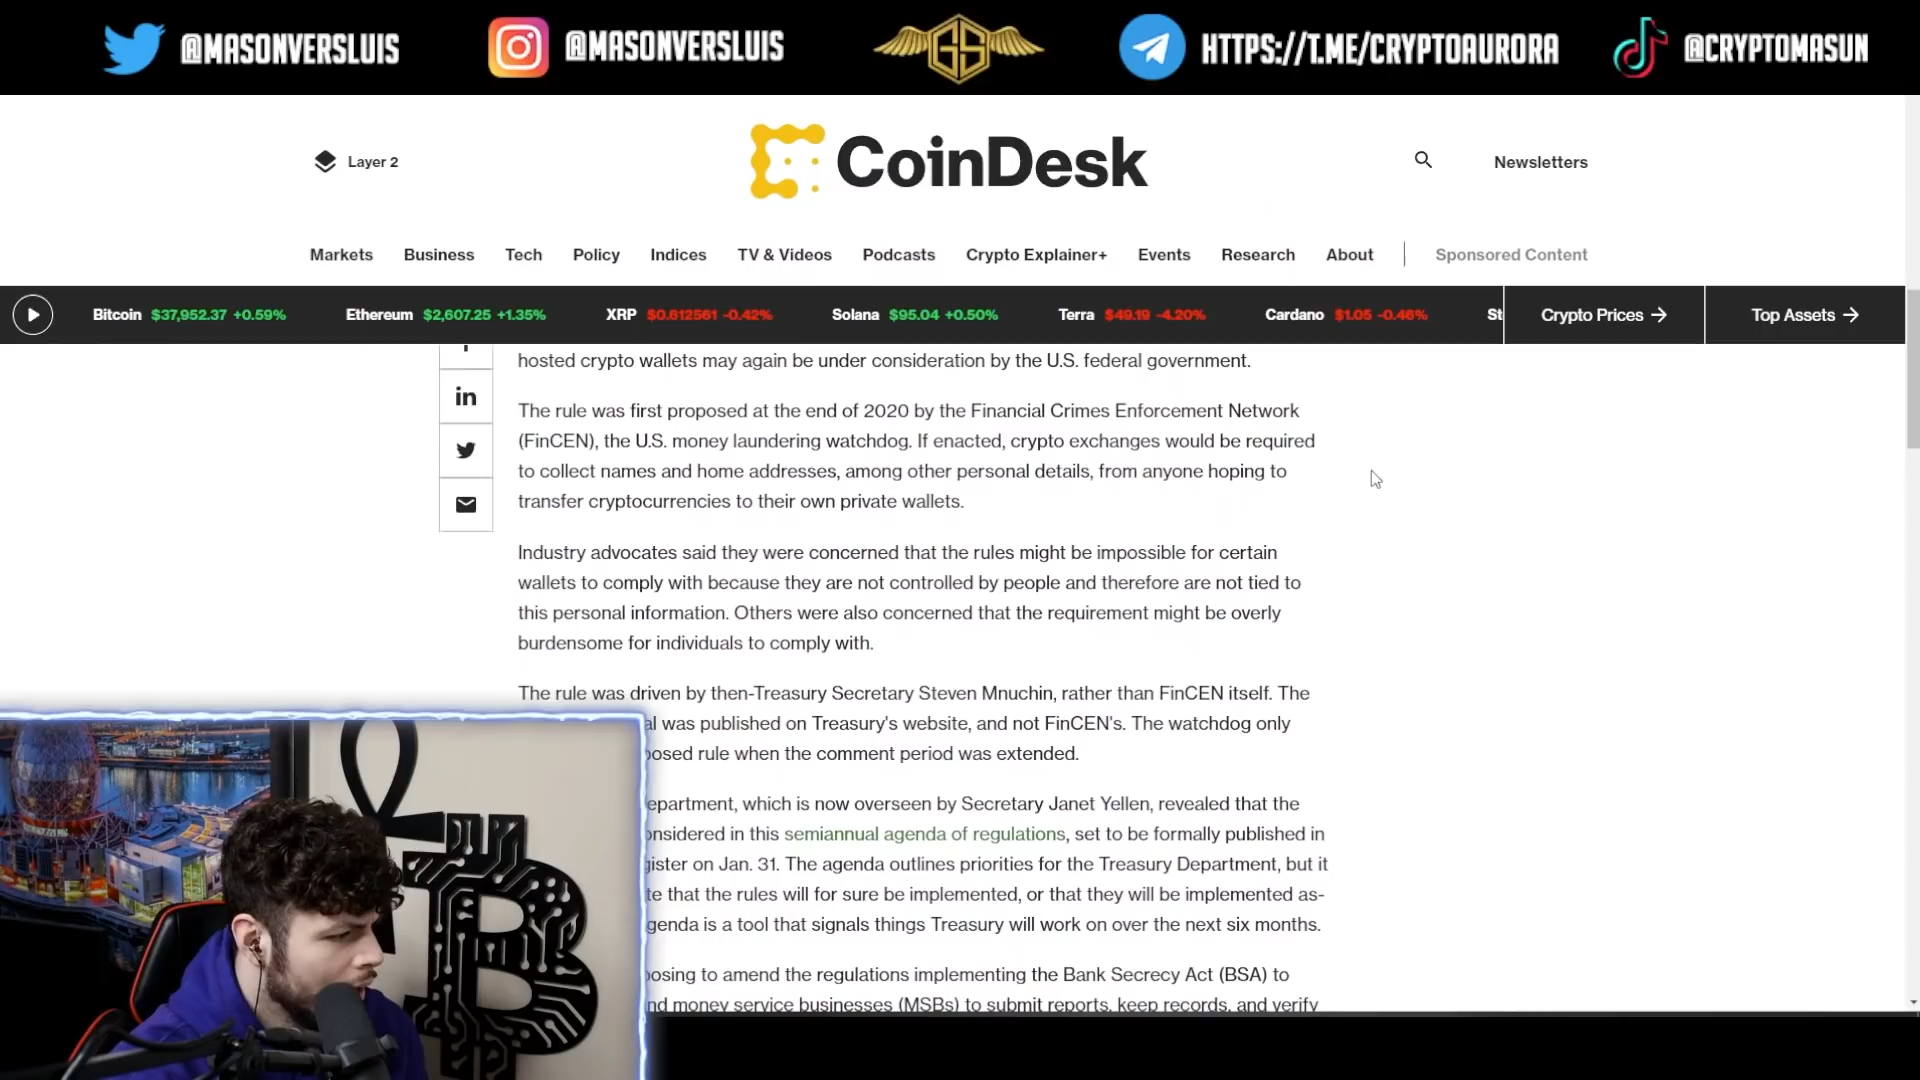 @MASONVERSLUIS
@MASONVERSLUIS
GS
HTTPS://T.ME/CRYPTOAURORA
@CRYPTOMASUN
Layer 2
CoinDesk
Newsletters
Markets Business Tech Policy Indices TV & Videos Podcasts Crypto Explainer+ Events Research About Sponsored Content
Bitcoin $37,952.37 +0.59% Ethereum $2,607.25 +1.35% XRP $0.612561 -0.42% Solana $95.04 +0.50% Terra $49.19 -4.20% Cardano $1.05 -0.46% St Crypto Prices → Top Assets →
hosted crypto wallets may again be under consideration by the U.S. federal government.
The rule was first proposed at the end of 2020 by the Financial Crimes Enforcement Network
(FinCEN), the U.S. money laundering watchdog. If enacted, crypto exchanges would be required
to collect names and home addresses, among other personal details, from anyone hoping to
transfer cryptocurrencies to their own private wallets.
Industry advocates said they were concerned that the rules might be impossible for certain
wallets to comply with because they are not controlled by people and therefore are not tied to
this personal information. Others were also concerned that the requirement might be overly
burdensome for individuals to comply with.
The rule was driven by then-Treasury Secretary Steven Mnuchin, rather than FinCEN itself. The
al was published on Treasury's website, and not FinCEN's. The watchdog only
posed rule when the comment period was extended.
epartment, which is now overseen by Secretary Janet Yellen, revealed that the
onsidered in this semiannual agenda of regulations, set to be formally published in
gister on Jan. 31. The agenda outlines priorities for the Treasury Department, but it
te that the rules will for sure be implemented, or that they will be implemented as-
genda is a tool that signals things Treasury will work on over the next six months.
posing to amend the regulations implementing the Bank Secrecy Act (BSA) to
nd money service businesses (MSBs) to submit reports, keep records, and verify